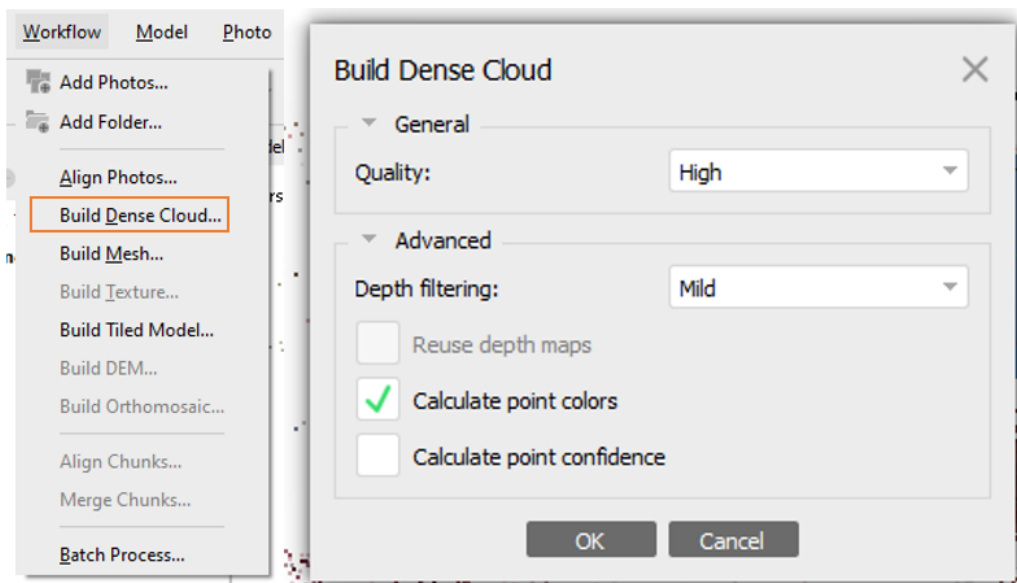 Workflow Model Photo
Add Photos...
Add Folder...
Align Photos...
Build Dense Cloud...
Build Mesh...
Build Texture...
Build Tiled Model...
Build DEM...
Build Orthomosaic...
Align Chunks...
Merge Chunks...
Batch Process...
Build Dense Cloud
General
Quality: High
Advanced
Depth filtering: Mild
Reuse depth maps
Calculate point colors
Calculate point confidence
OK Cancel